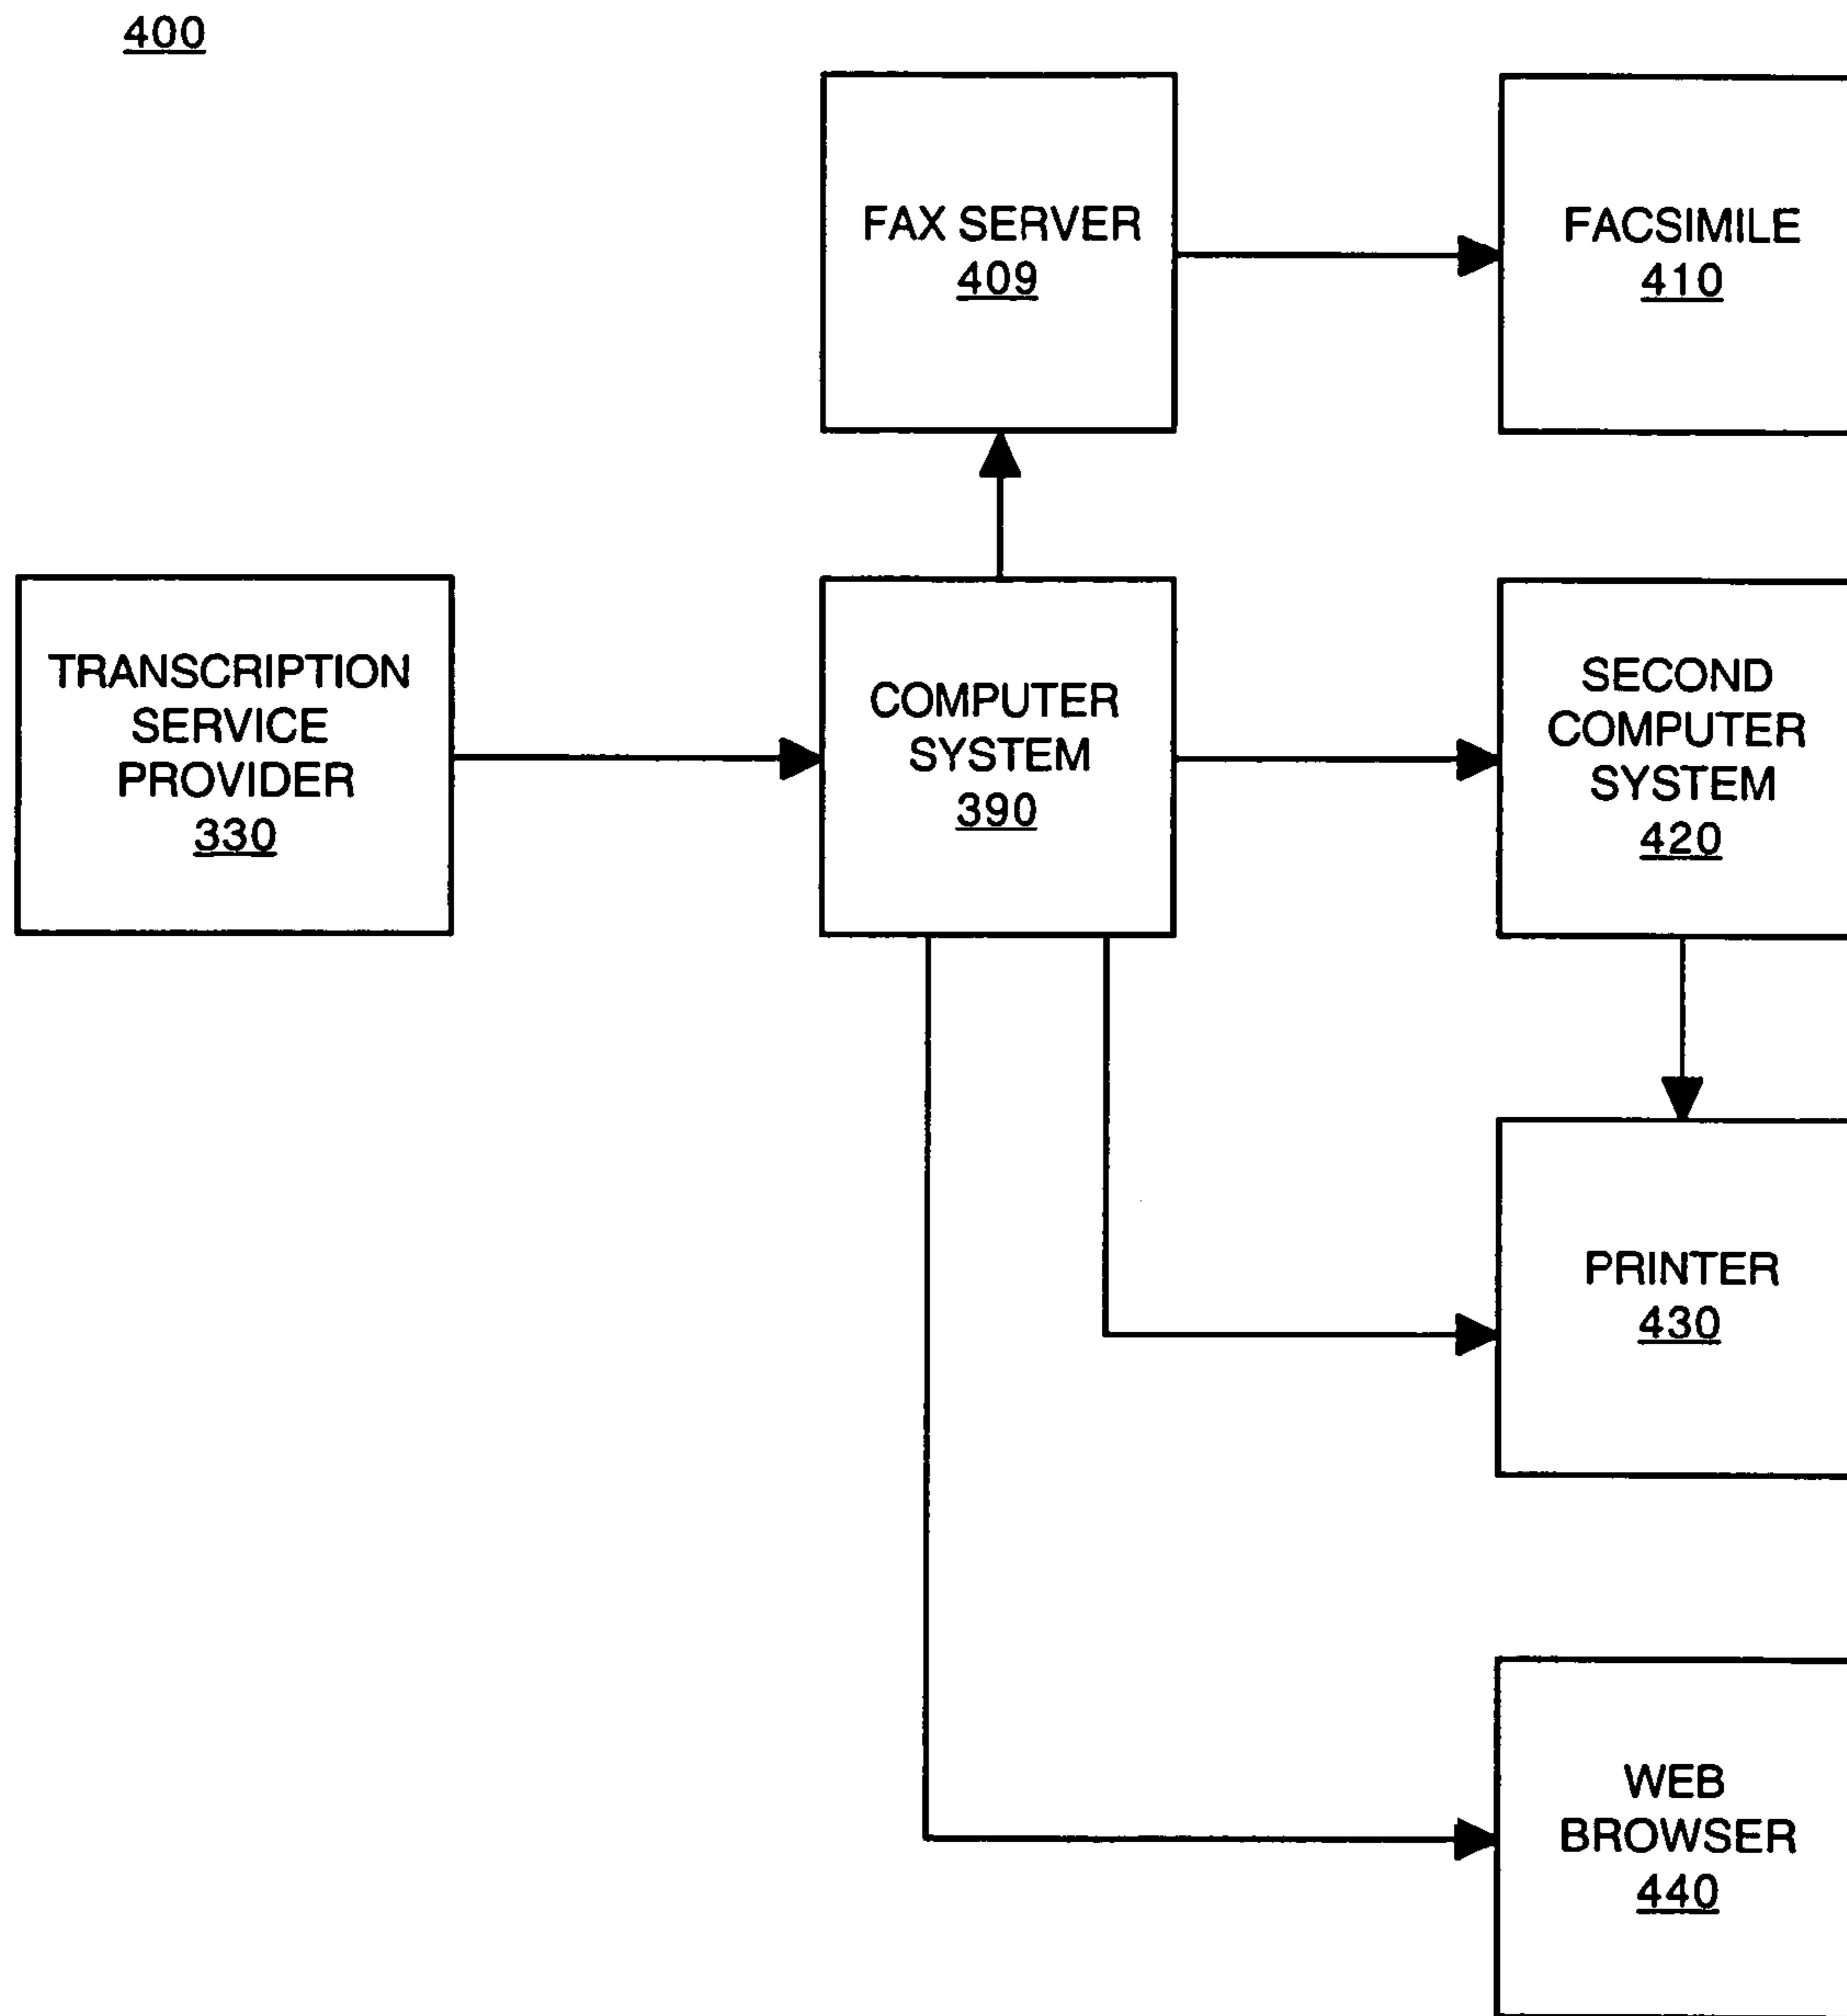 400
FAX SERVER
409
FACSIMILE
410
TRANSCRIPTION
SERVICE
PROVIDER
330
COMPUTER
SYSTEM
390
SECOND
COMPUTER
SYSTEM
420
PRINTER
430
WEB
BROWSER
440